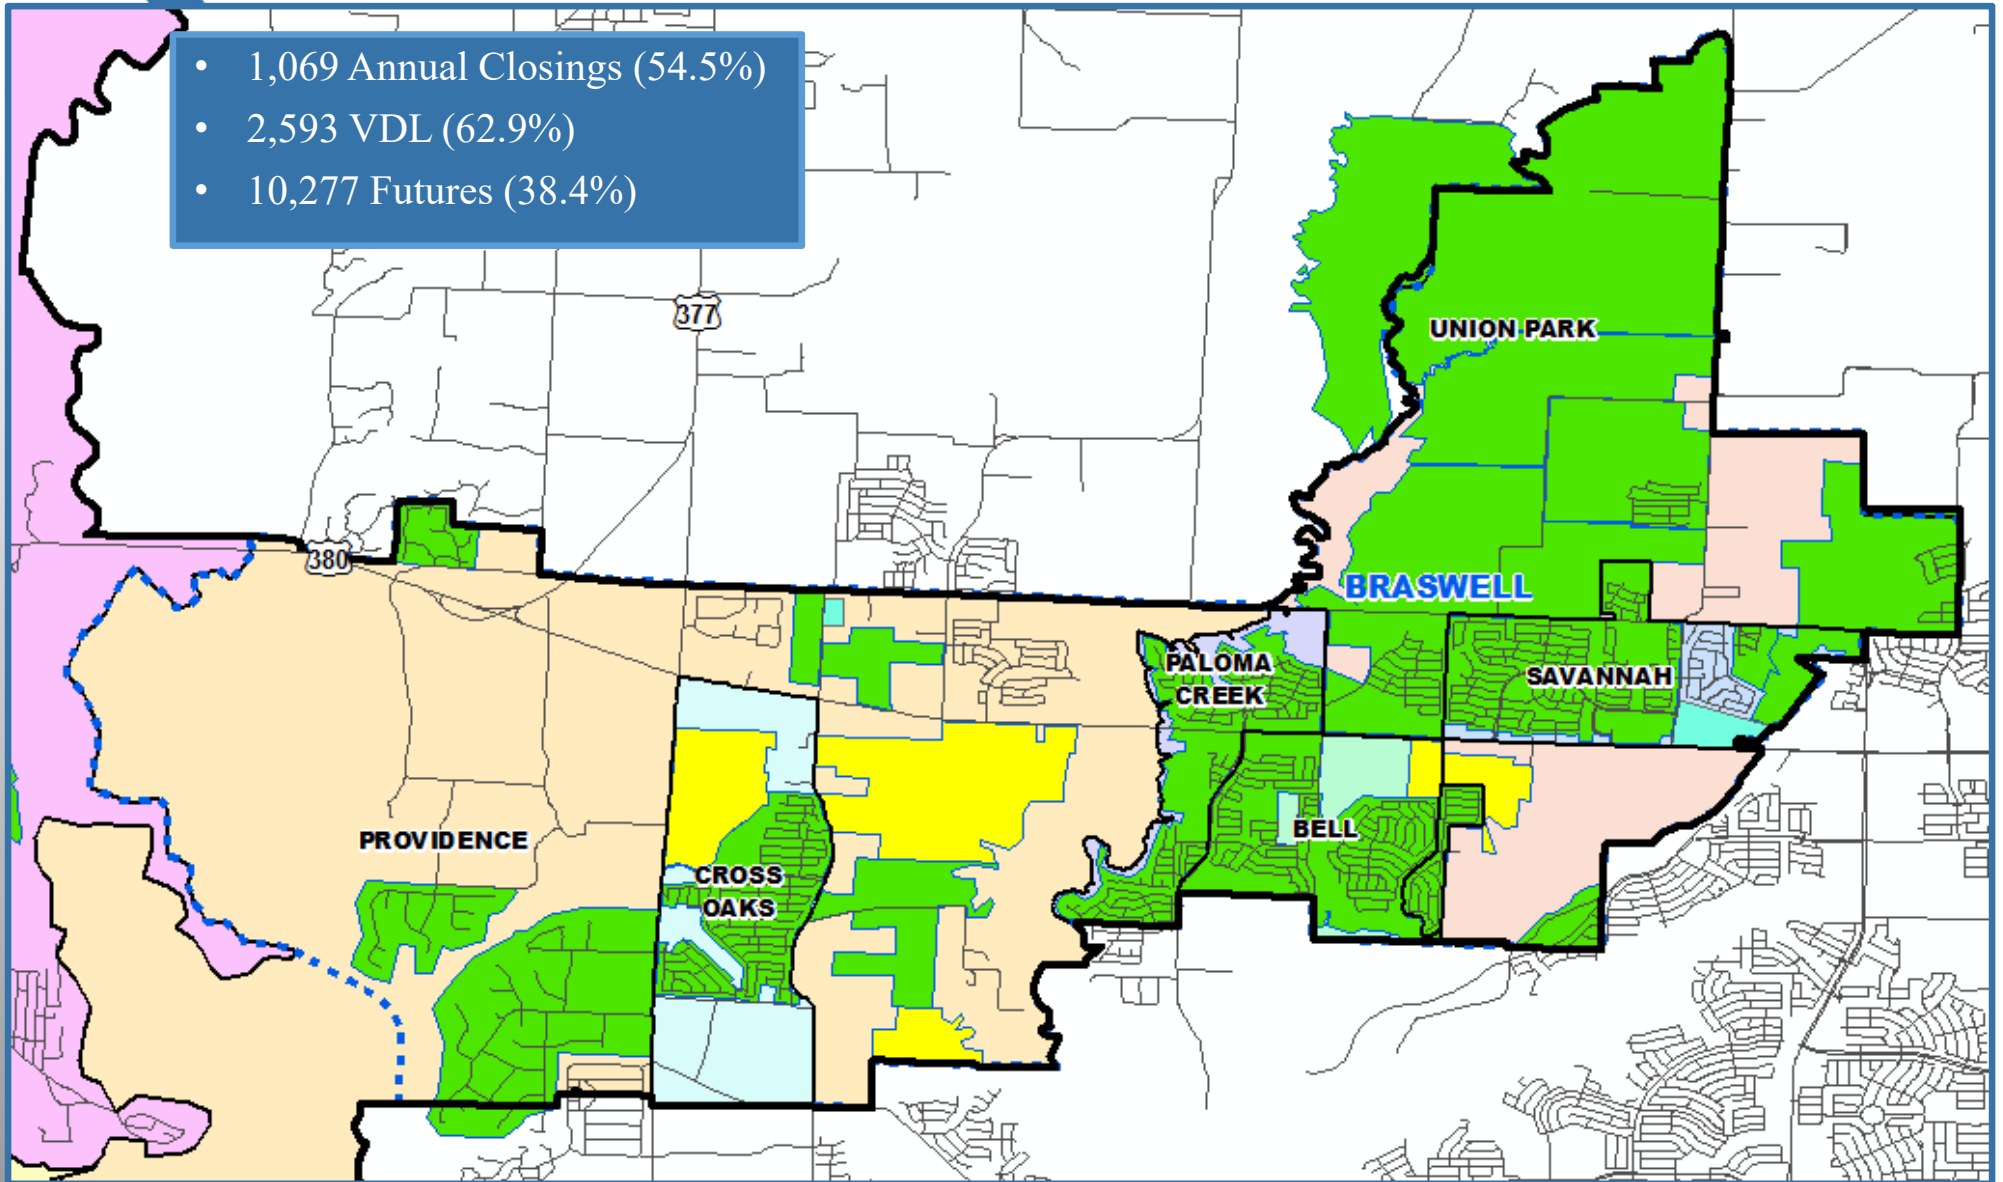 • 1,069 Annual Closings (54.5%)
• 2,593 VDL (62.9%)
• 10,277 Futures (38.4%)
377
UNION PARK
380
BRASWELL
PALOMA
CREEK
SAVANNAH
PROVIDENCE
BELL
CROSS
OAKS